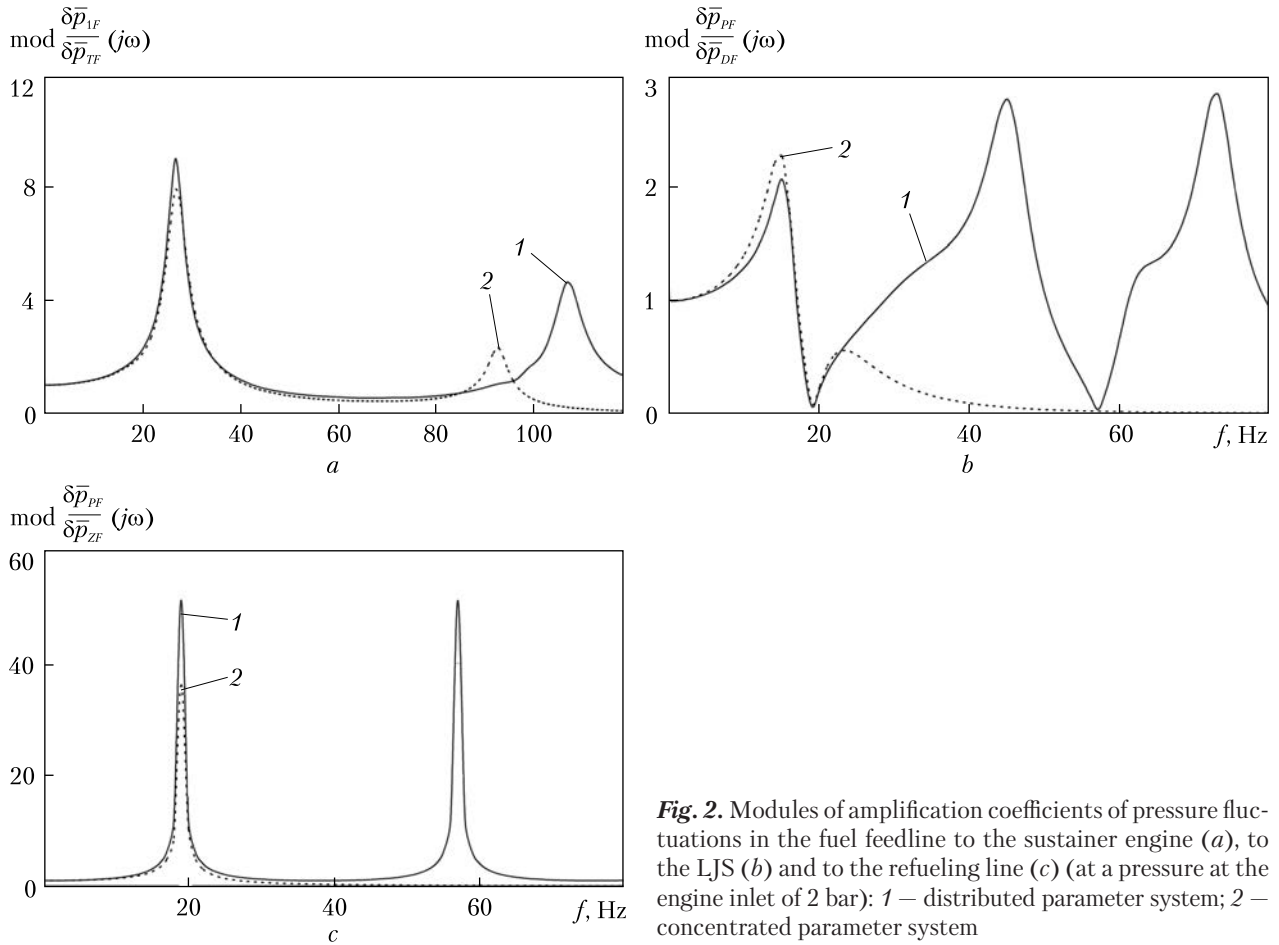 mod δp̄1F/δp̄TF (jω)
12
8
4
0
20
40
60
80
100
1
2
a
mod δp̄PF/δp̄DF (jω)
3
2
1
0
20
40
60
f, Hz
2
1
b
mod δp̄PF/δp̄ZF (jω)
60
40
20
0
20
40
60
f, Hz
1
2
c
Fig. 2. Modules of amplification coefficients of pressure fluc-
tuations in the fuel feedline to the sustainer engine (a), to
the LJS (b) and to the refueling line (c) (at a pressure at the
engine inlet of 2 bar): 1 — distributed parameter system; 2 —
concentrated parameter system